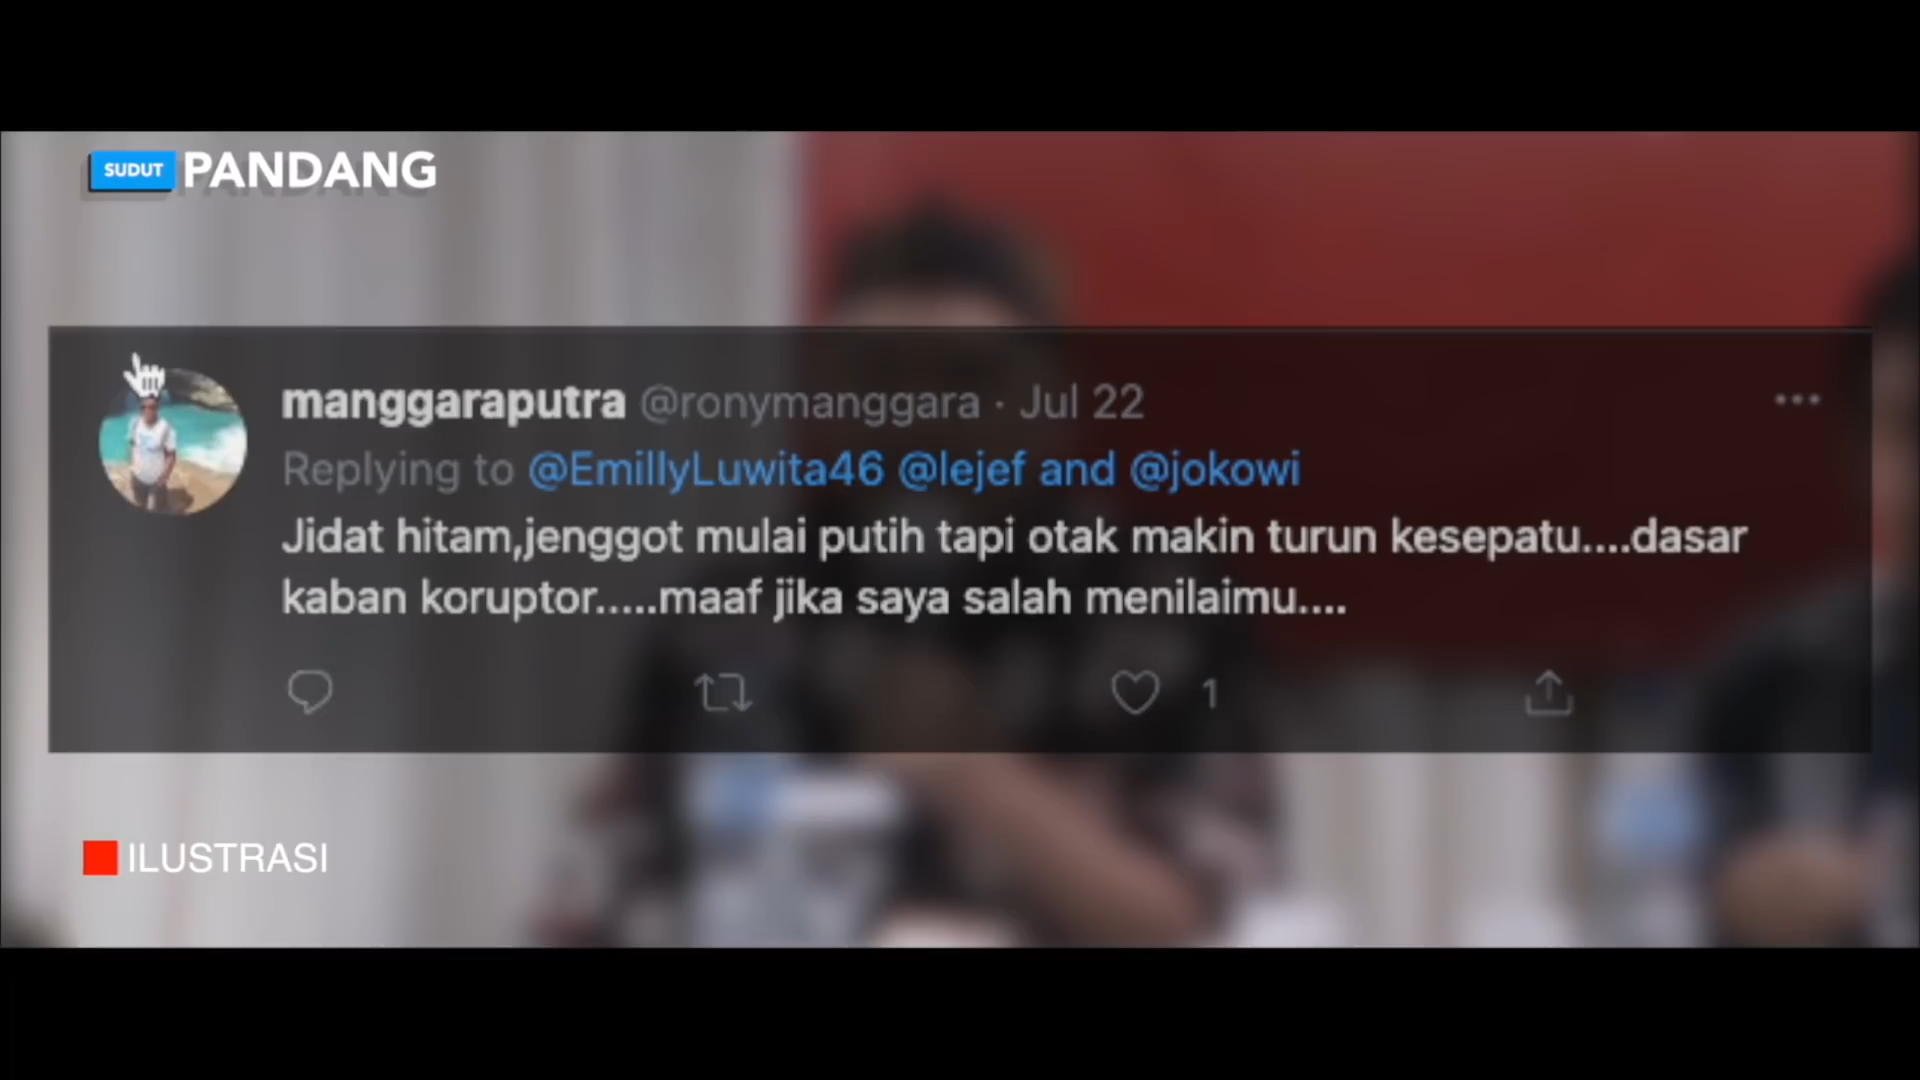 SUDUT PANDANG
manggaraputra @ronymanggara · Jul 22
Replying to @EmillyLuwita46 @lejef and @jokowi
Jidat hitam,jenggot mulai putih tapi otak makin turun kesepatu....dasar
kaban koruptor.....maaf jika saya salah menilaimu....
1
ILUSTRASI